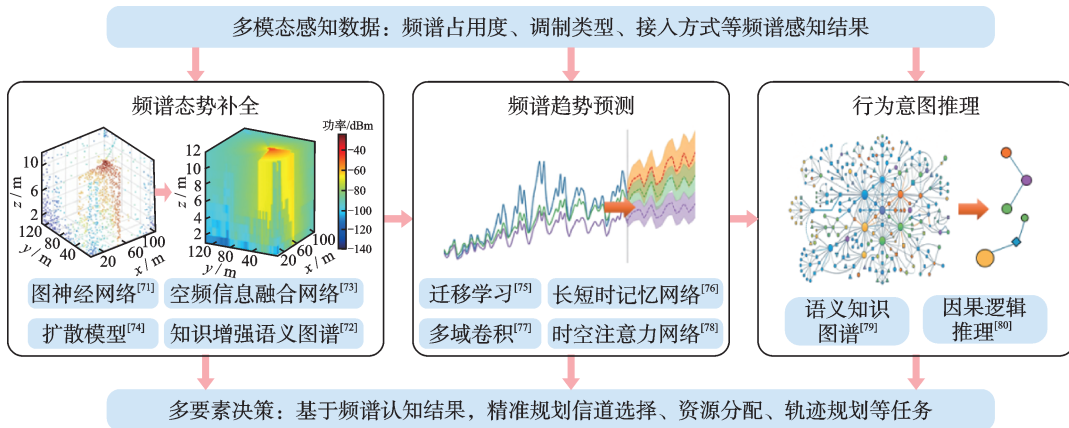 多模态感知数据：频谱占用度、调制类型、接入方式等频谱感知结果
频谱态势补全
功率/dBm
-40
-60
-80
-100
-120
-140
z / m
10
6
2
120
80
40
y / m
20
60
100
x / m
z / m
12
10
8
6
4
2
120
80
40
y / m
20
60
100
x / m
图神经网络[71]
空频信息融合网络[73]
扩散模型[74]
知识增强语义图谱[72]
频谱趋势预测
迁移学习[75]
长短时记忆网络[76]
多域卷积[77]
时空注意力网络[78]
行为意图推理
语义知识
图谱[79]
因果逻辑
推理[80]
多要素决策：基于频谱认知结果，精准规划信道选择、资源分配、轨迹规划等任务